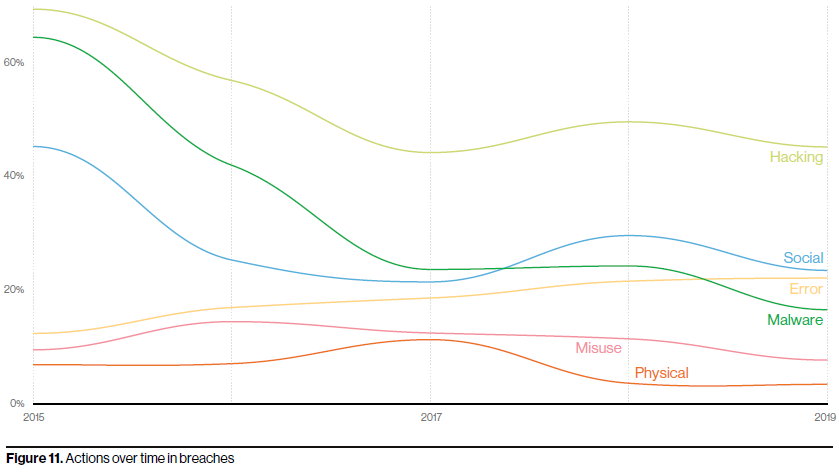 60%
Hacking
40%
Social
20%
Error
Malware
Misuse
Physical
0%
2015
2017
2019
Figure 11. Actions over time in breaches